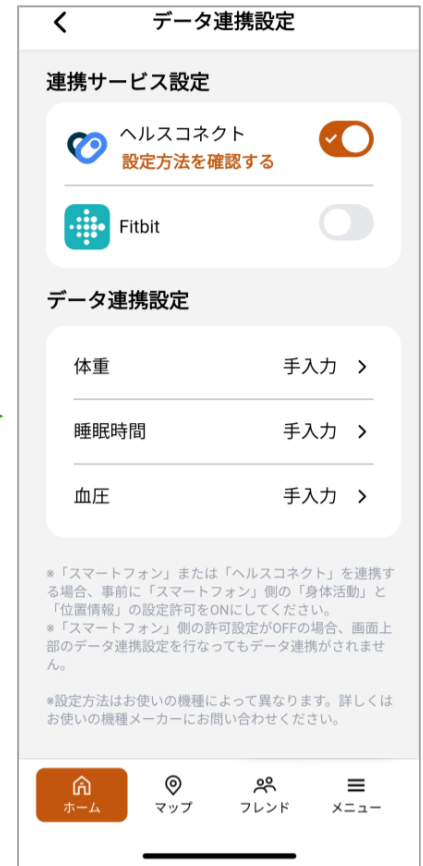 データ連携設定
連携サービス設定
ヘルスコネクト
設定方法を確認する
Fitbit
データ連携設定
体重 手入力
睡眠時間 手入力
血圧 手入力
※「スマートフォン」または「ヘルスコネクト」を連携す
る場合、事前に「スマートフォン」側の「身体活動」と
「位置情報」の設定許可をONにしてください。
※「スマートフォン」側の許可設定がOFFの場合、画面上
部のデータ連携設定を行なってもデータ連携がされませ
ん。
※設定方法はお使いの機種によって異なります。詳しくは
お使いの機種メーカーにお問い合わせください。
ホーム マップ フレンド メニュー